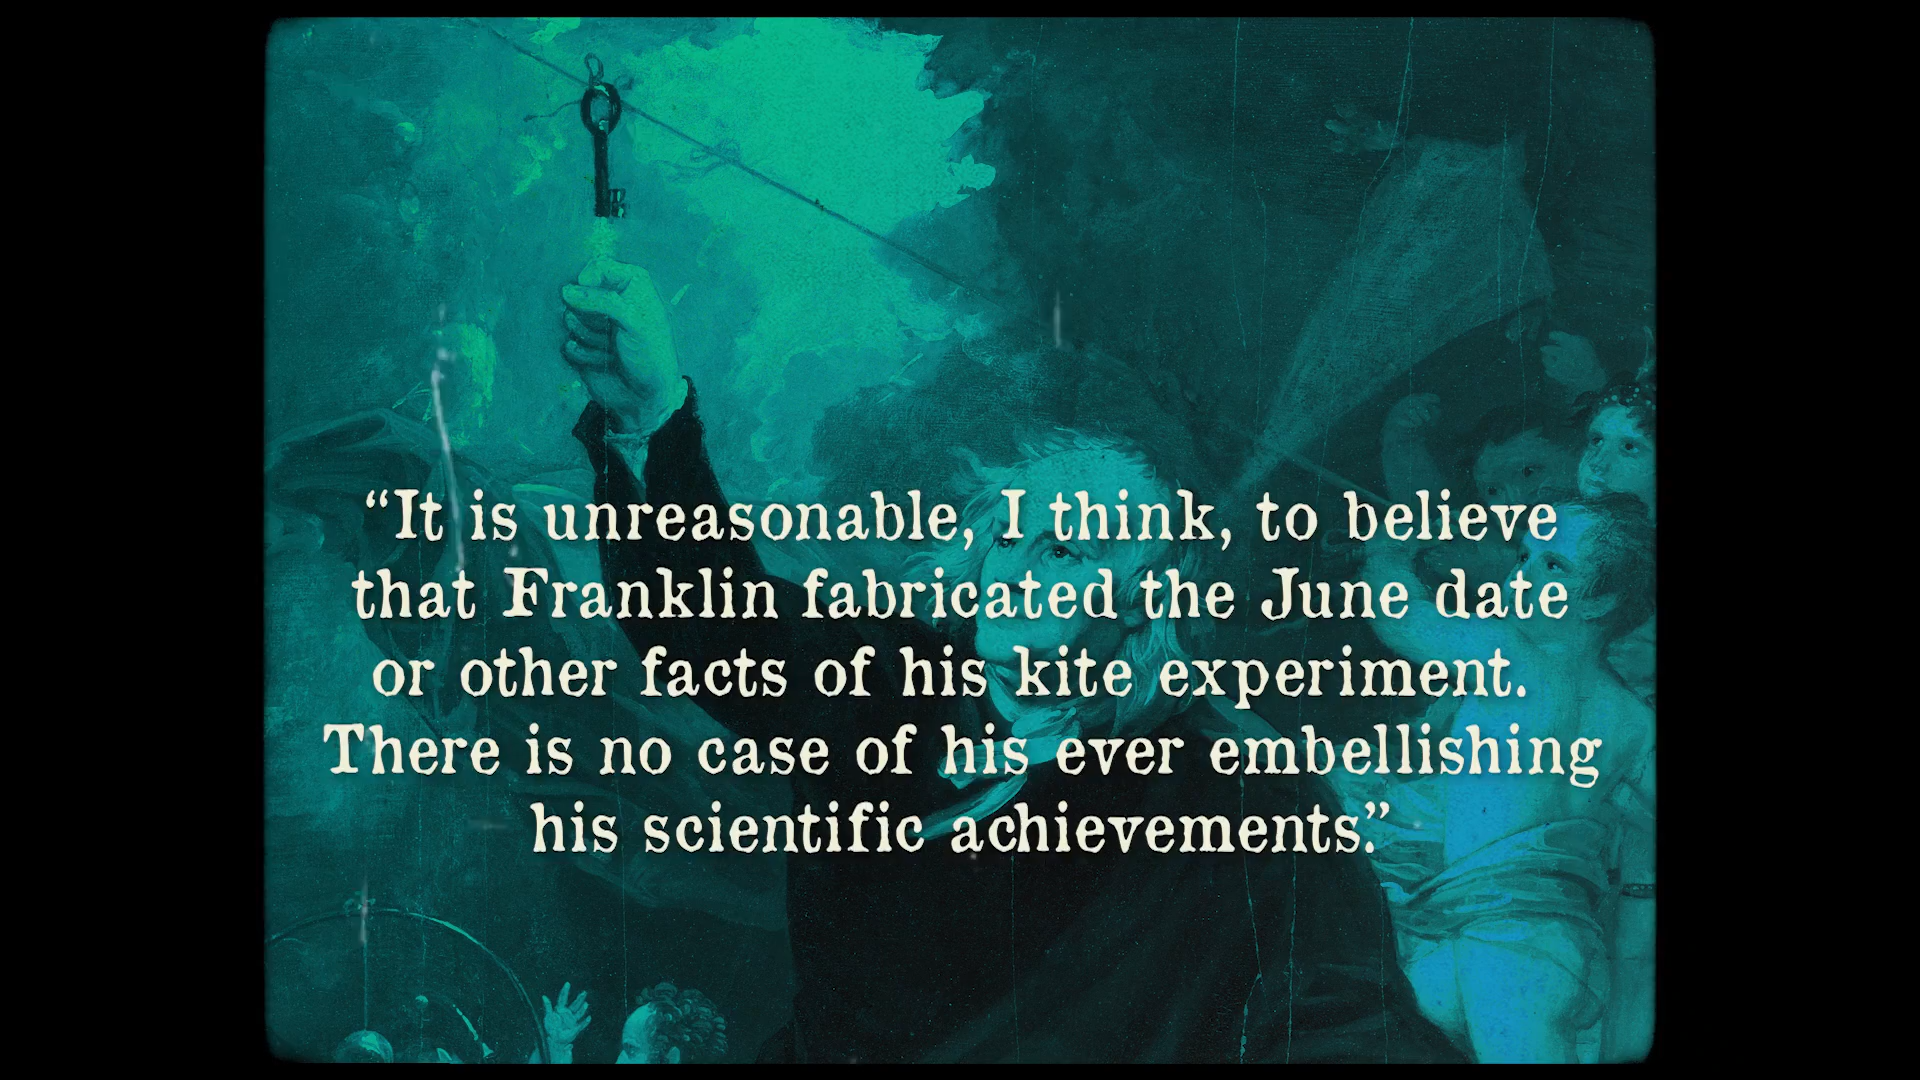 “It is unreasonable, I think, to believe
that Franklin fabricated the June date
or other facts of his kite experiment.
There is no case of his ever embellishing
his scientific achievements.”